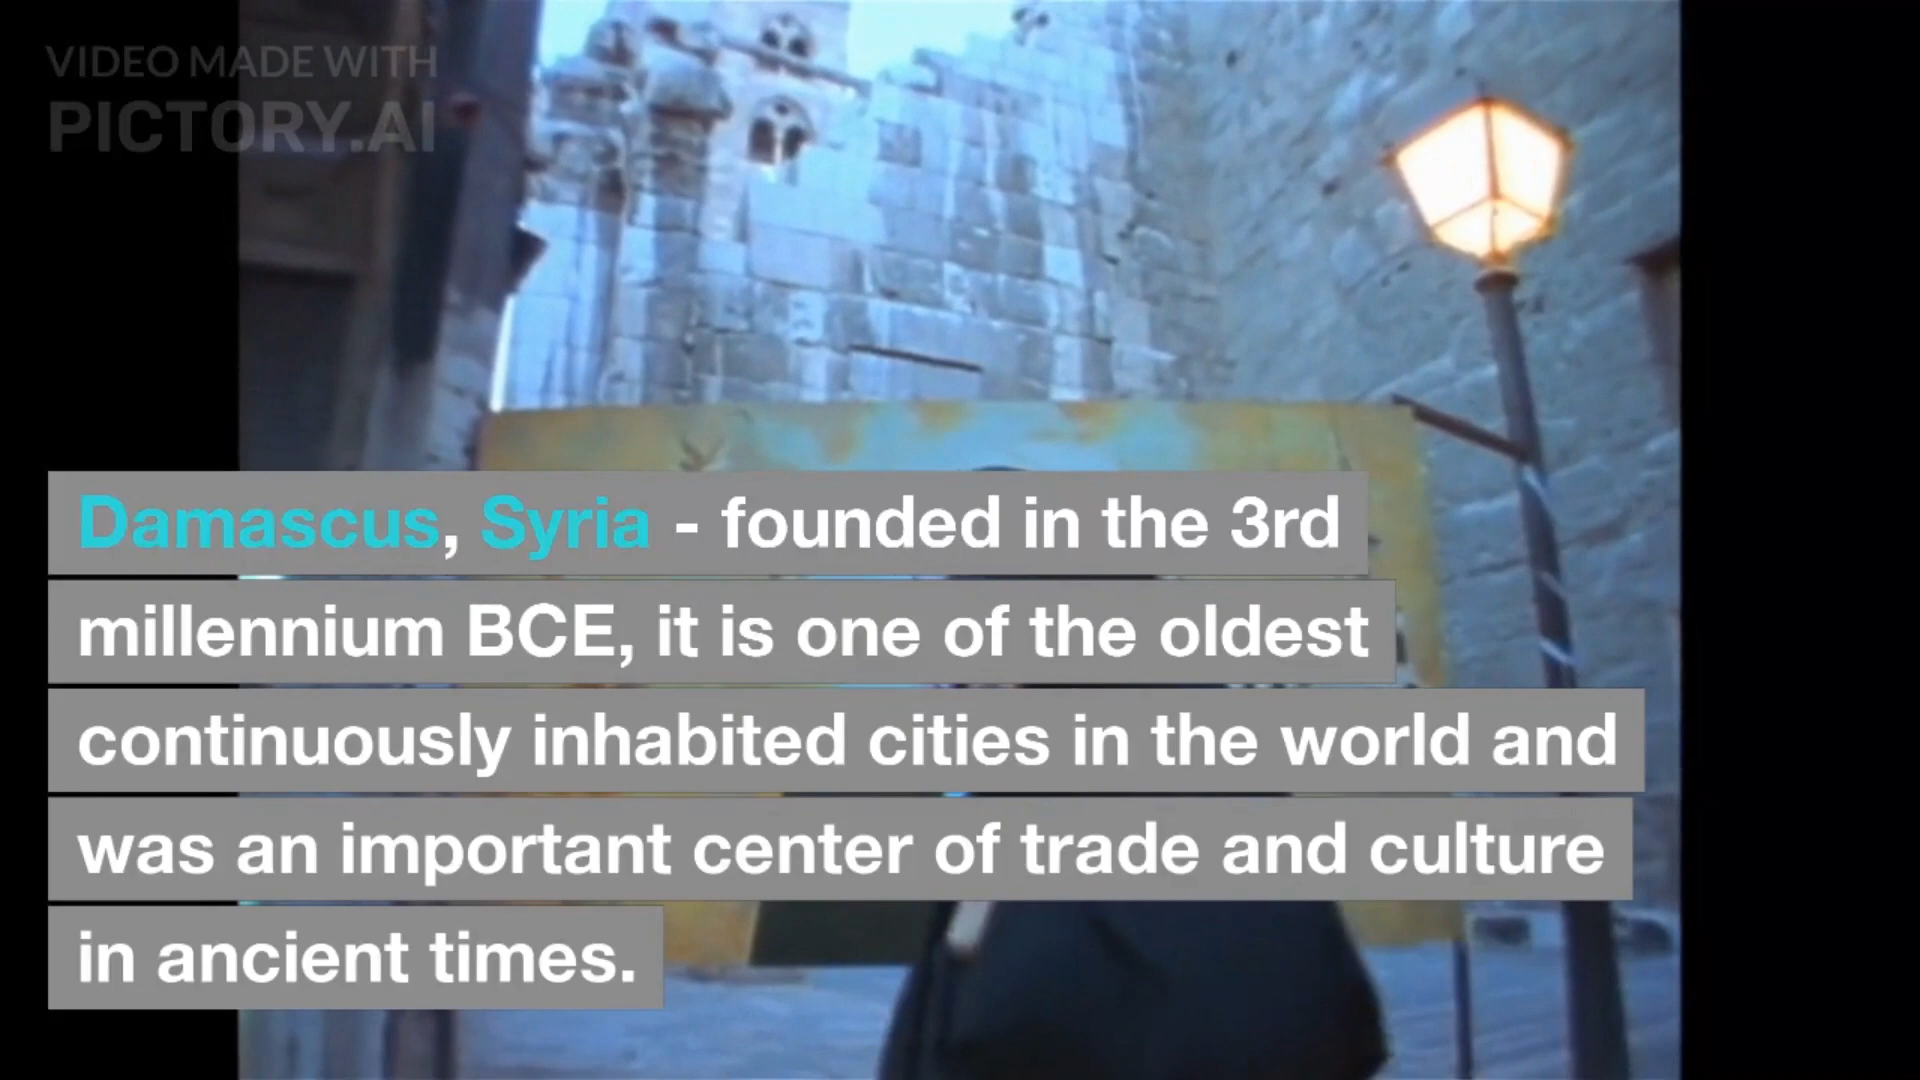 VIDEO MADE WITH
PICTORY.AI
Damascus, Syria - founded in the 3rd
millennium BCE, it is one of the oldest
continuously inhabited cities in the world and
was an important center of trade and culture
in ancient times.